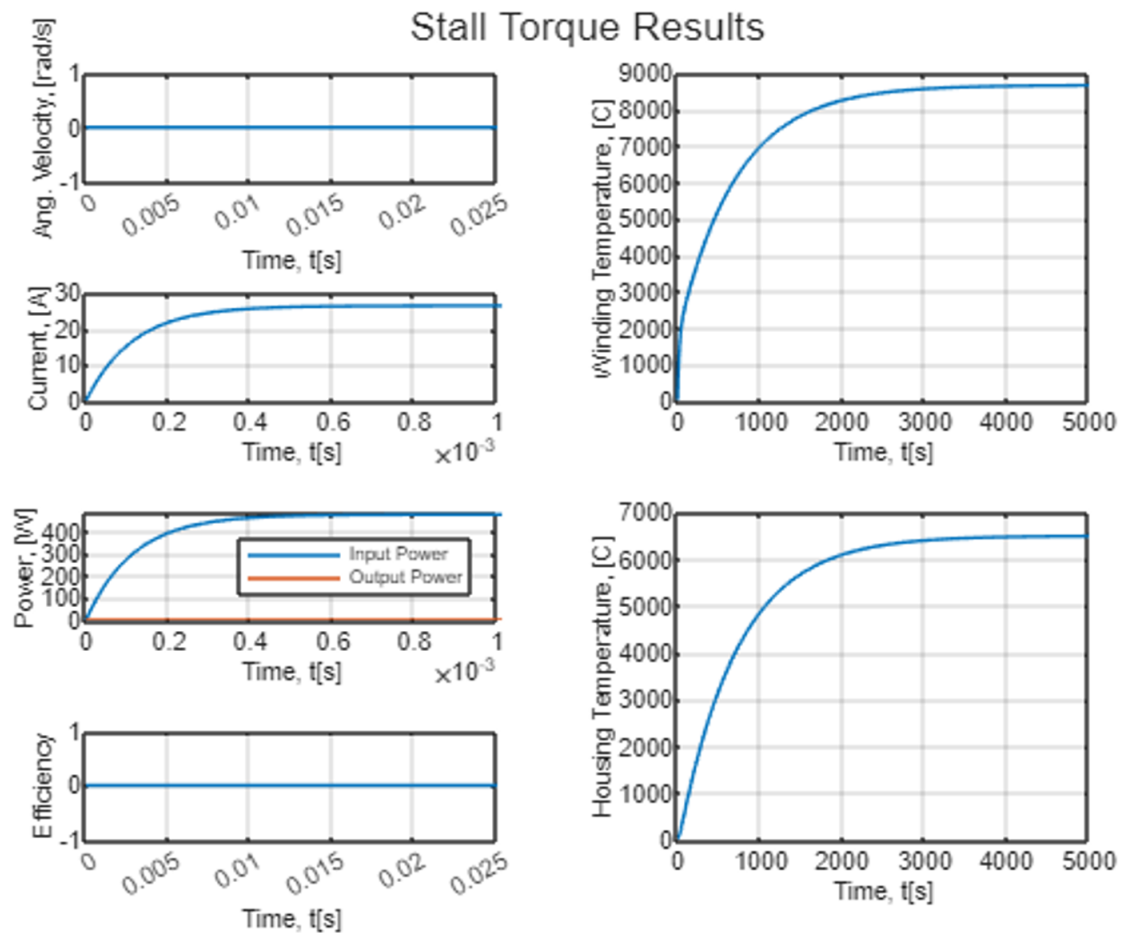 Stall Torque Results
Ang. Velocity, [rad/s]
1
0
-1
0 0.005 0.01 0.015 0.02 0.025
Time, t[s]
Current, [A]
30
20
10
0
0 0.2 0.4 0.6 0.8 1
Time, t[s] ×10⁻³
Power, [W]
400
300
200
100
0
Input Power
Output Power
0 0.2 0.4 0.6 0.8 1
Time, t[s] ×10⁻³
Efficiency
1
0
-1
0 0.005 0.01 0.015 0.02 0.025
Time, t[s]
Winding Temperature, [C]
9000
8000
7000
6000
5000
4000
3000
2000
1000
0
0 1000 2000 3000 4000 5000
Time, t[s]
Housing Temperature, [C]
7000
6000
5000
4000
3000
2000
1000
0
0 1000 2000 3000 4000 5000
Time, t[s]